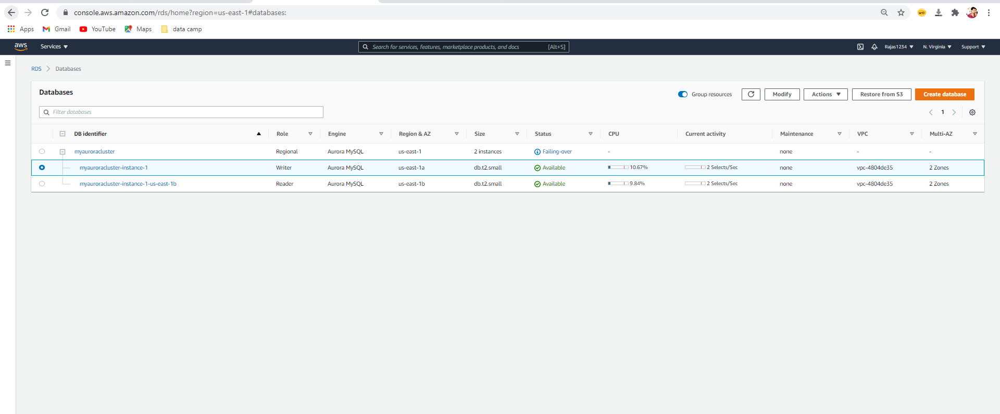 console.aws.amazon.com/rds/home?region=us-east-1#databases:
Apps Gmail YouTube Maps data camp
aws Services Search for services, features, marketplace products, and docs [Alt+S] Rajas1234 N. Virginia Support
RDS Databases
Databases Group resources Modify Actions Restore from S3 Create database
Filter databases 1
DB identifier Role Engine Region & AZ Size Status CPU Current activity Maintenance VPC Multi-AZ
myauroracluster Regional Aurora MySQL us-east-1 2 instances Failing-over - none - -
myauroracluster-instance-1 Writer Aurora MySQL us-east-1a db.t2.small Available 10.67% 2 Selects/Sec none vpc-4804de35 2 Zones
myauroracluster-instance-1-us-east-1b Reader Aurora MySQL us-east-1b db.t2.small Available 9.84% 2 Selects/Sec none vpc-4804de35 2 Zones